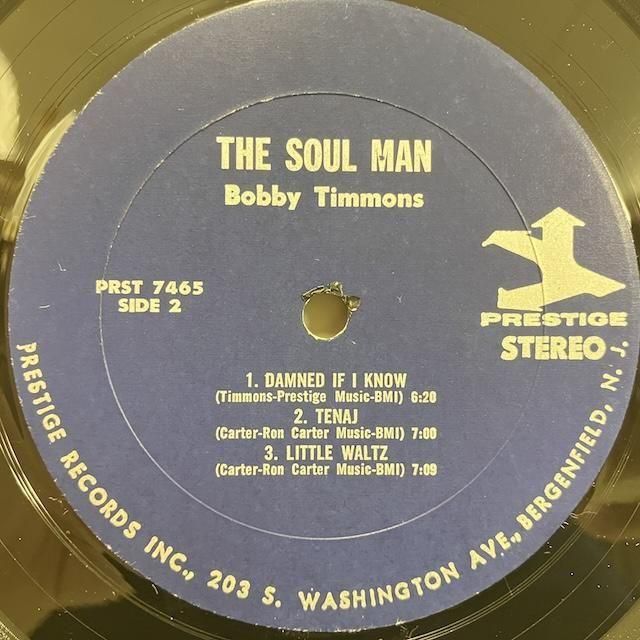 THE SOUL MAN
Bobby Timmons
PRST 7465
SIDE 2
PRESTIGE
STEREO
1. DAMNED IF I KNOW
(Timmons-Prestige Music-BMI) 6:20
2. TENAJ
(Carter-Ron Carter Music-BMI) 7:00
3. LITTLE WALTZ
(Carter-Ron Carter Music-BMI) 7:09
PRESTIGE RECORDS INC., 203 S. WASHINGTON AVE., BERGENFIELD, N. J.